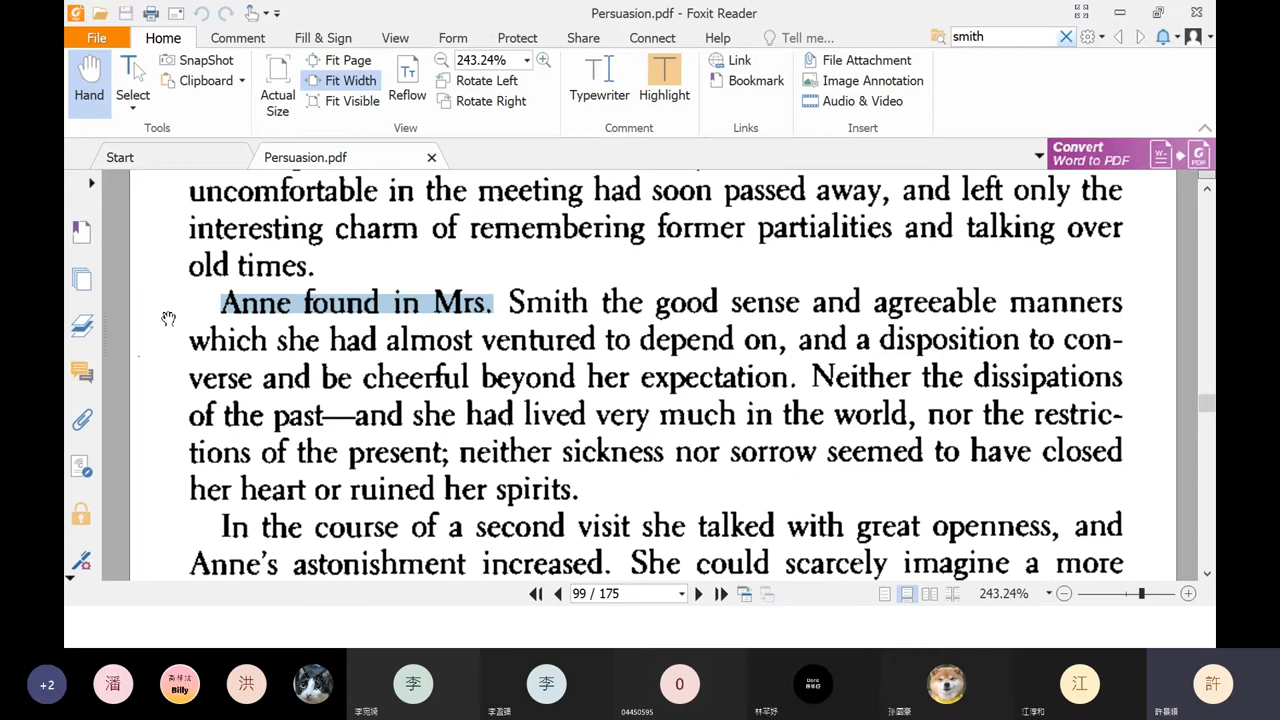 Persuasion.pdf - Foxit Reader
File Home Comment Fill & Sign View Form Protect Share Connect Help Tell me... smith
Hand Select SnapShot Clipboard Actual Size Fit Page Fit Width Fit Visible Reflow 243.24% Rotate Left Rotate Right Typewriter Highlight Link Bookmark File Attachment Image Annotation Audio & Video
Tools View Comment Links Insert
Start Persuasion.pdf Convert Word to PDF
uncomfortable in the meeting had soon passed away, and left only the
interesting charm of remembering former partialities and talking over
old times.
Anne found in Mrs. Smith the good sense and agreeable manners
which she had almost ventured to depend on, and a disposition to con-
verse and be cheerful beyond her expectation. Neither the dissipations
of the past—and she had lived very much in the world, nor the restric-
tions of the present; neither sickness nor sorrow seemed to have closed
her heart or ruined her spirits.
In the course of a second visit she talked with great openness, and
Anne's astonishment increased. She could scarcely imagine a more
99 / 175 243.24%
+2 潘 Billy 洪 李 李 0 江 許
04450595